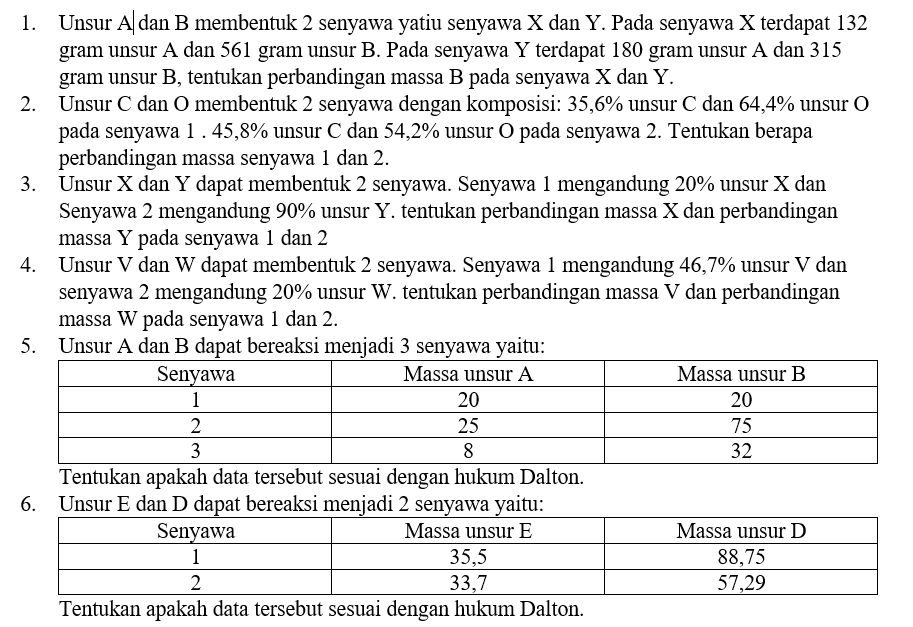 1. Unsur A dan B membentuk 2 senyawa yatiu senyawa X dan Y. Pada senyawa X terdapat 132
gram unsur A dan 561 gram unsur B. Pada senyawa Y terdapat 180 gram unsur A dan 315
gram unsur B, tentukan perbandingan massa B pada senyawa X dan Y.
2. Unsur C dan O membentuk 2 senyawa dengan komposisi: 35,6% unsur C dan 64,4% unsur O
pada senyawa 1 . 45,8% unsur C dan 54,2% unsur O pada senyawa 2. Tentukan berapa
perbandingan massa senyawa 1 dan 2.
3. Unsur X dan Y dapat membentuk 2 senyawa. Senyawa 1 mengandung 20% unsur X dan
Senyawa 2 mengandung 90% unsur Y. tentukan perbandingan massa X dan perbandingan
massa Y pada senyawa 1 dan 2
4. Unsur V dan W dapat membentuk 2 senyawa. Senyawa 1 mengandung 46,7% unsur V dan
senyawa 2 mengandung 20% unsur W. tentukan perbandingan massa V dan perbandingan
massa W pada senyawa 1 dan 2.
5. Unsur A dan B dapat bereaksi menjadi 3 senyawa yaitu:
Senyawa Massa unsur A Massa unsur B
1 20 20
2 25 75
3 8 32
Tentukan apakah data tersebut sesuai dengan hukum Dalton.
6. Unsur E dan D dapat bereaksi menjadi 2 senyawa yaitu:
Senyawa Massa unsur E Massa unsur D
1 35,5 88,75
2 33,7 57,29
Tentukan apakah data tersebut sesuai dengan hukum Dalton.